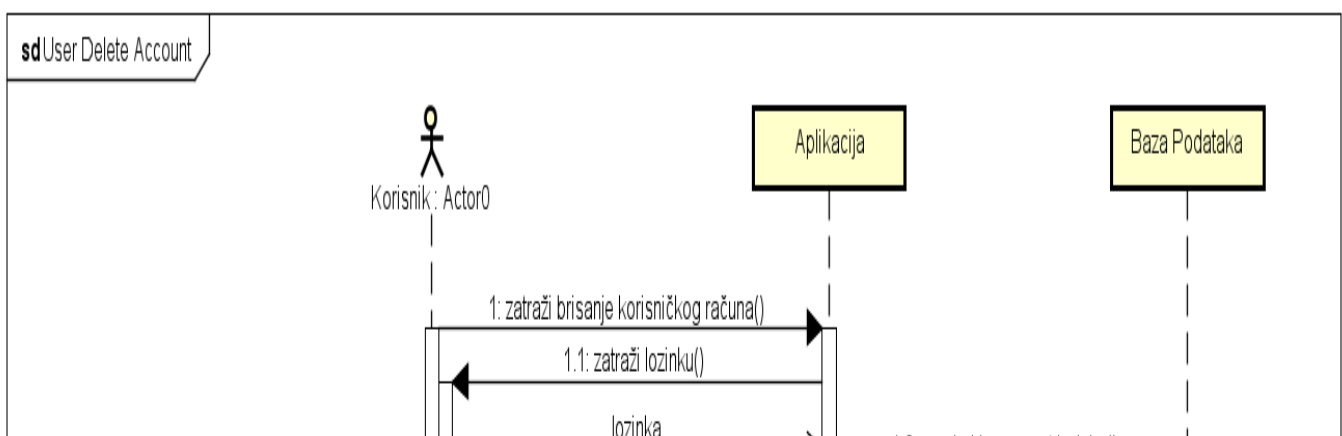 sd User Delete Account
Aplikacija
Baza Podataka
Korisnik : Actor0
1: zatraži brisanje korisničkog računa()
1.1: zatraži lozinku()
lozinka